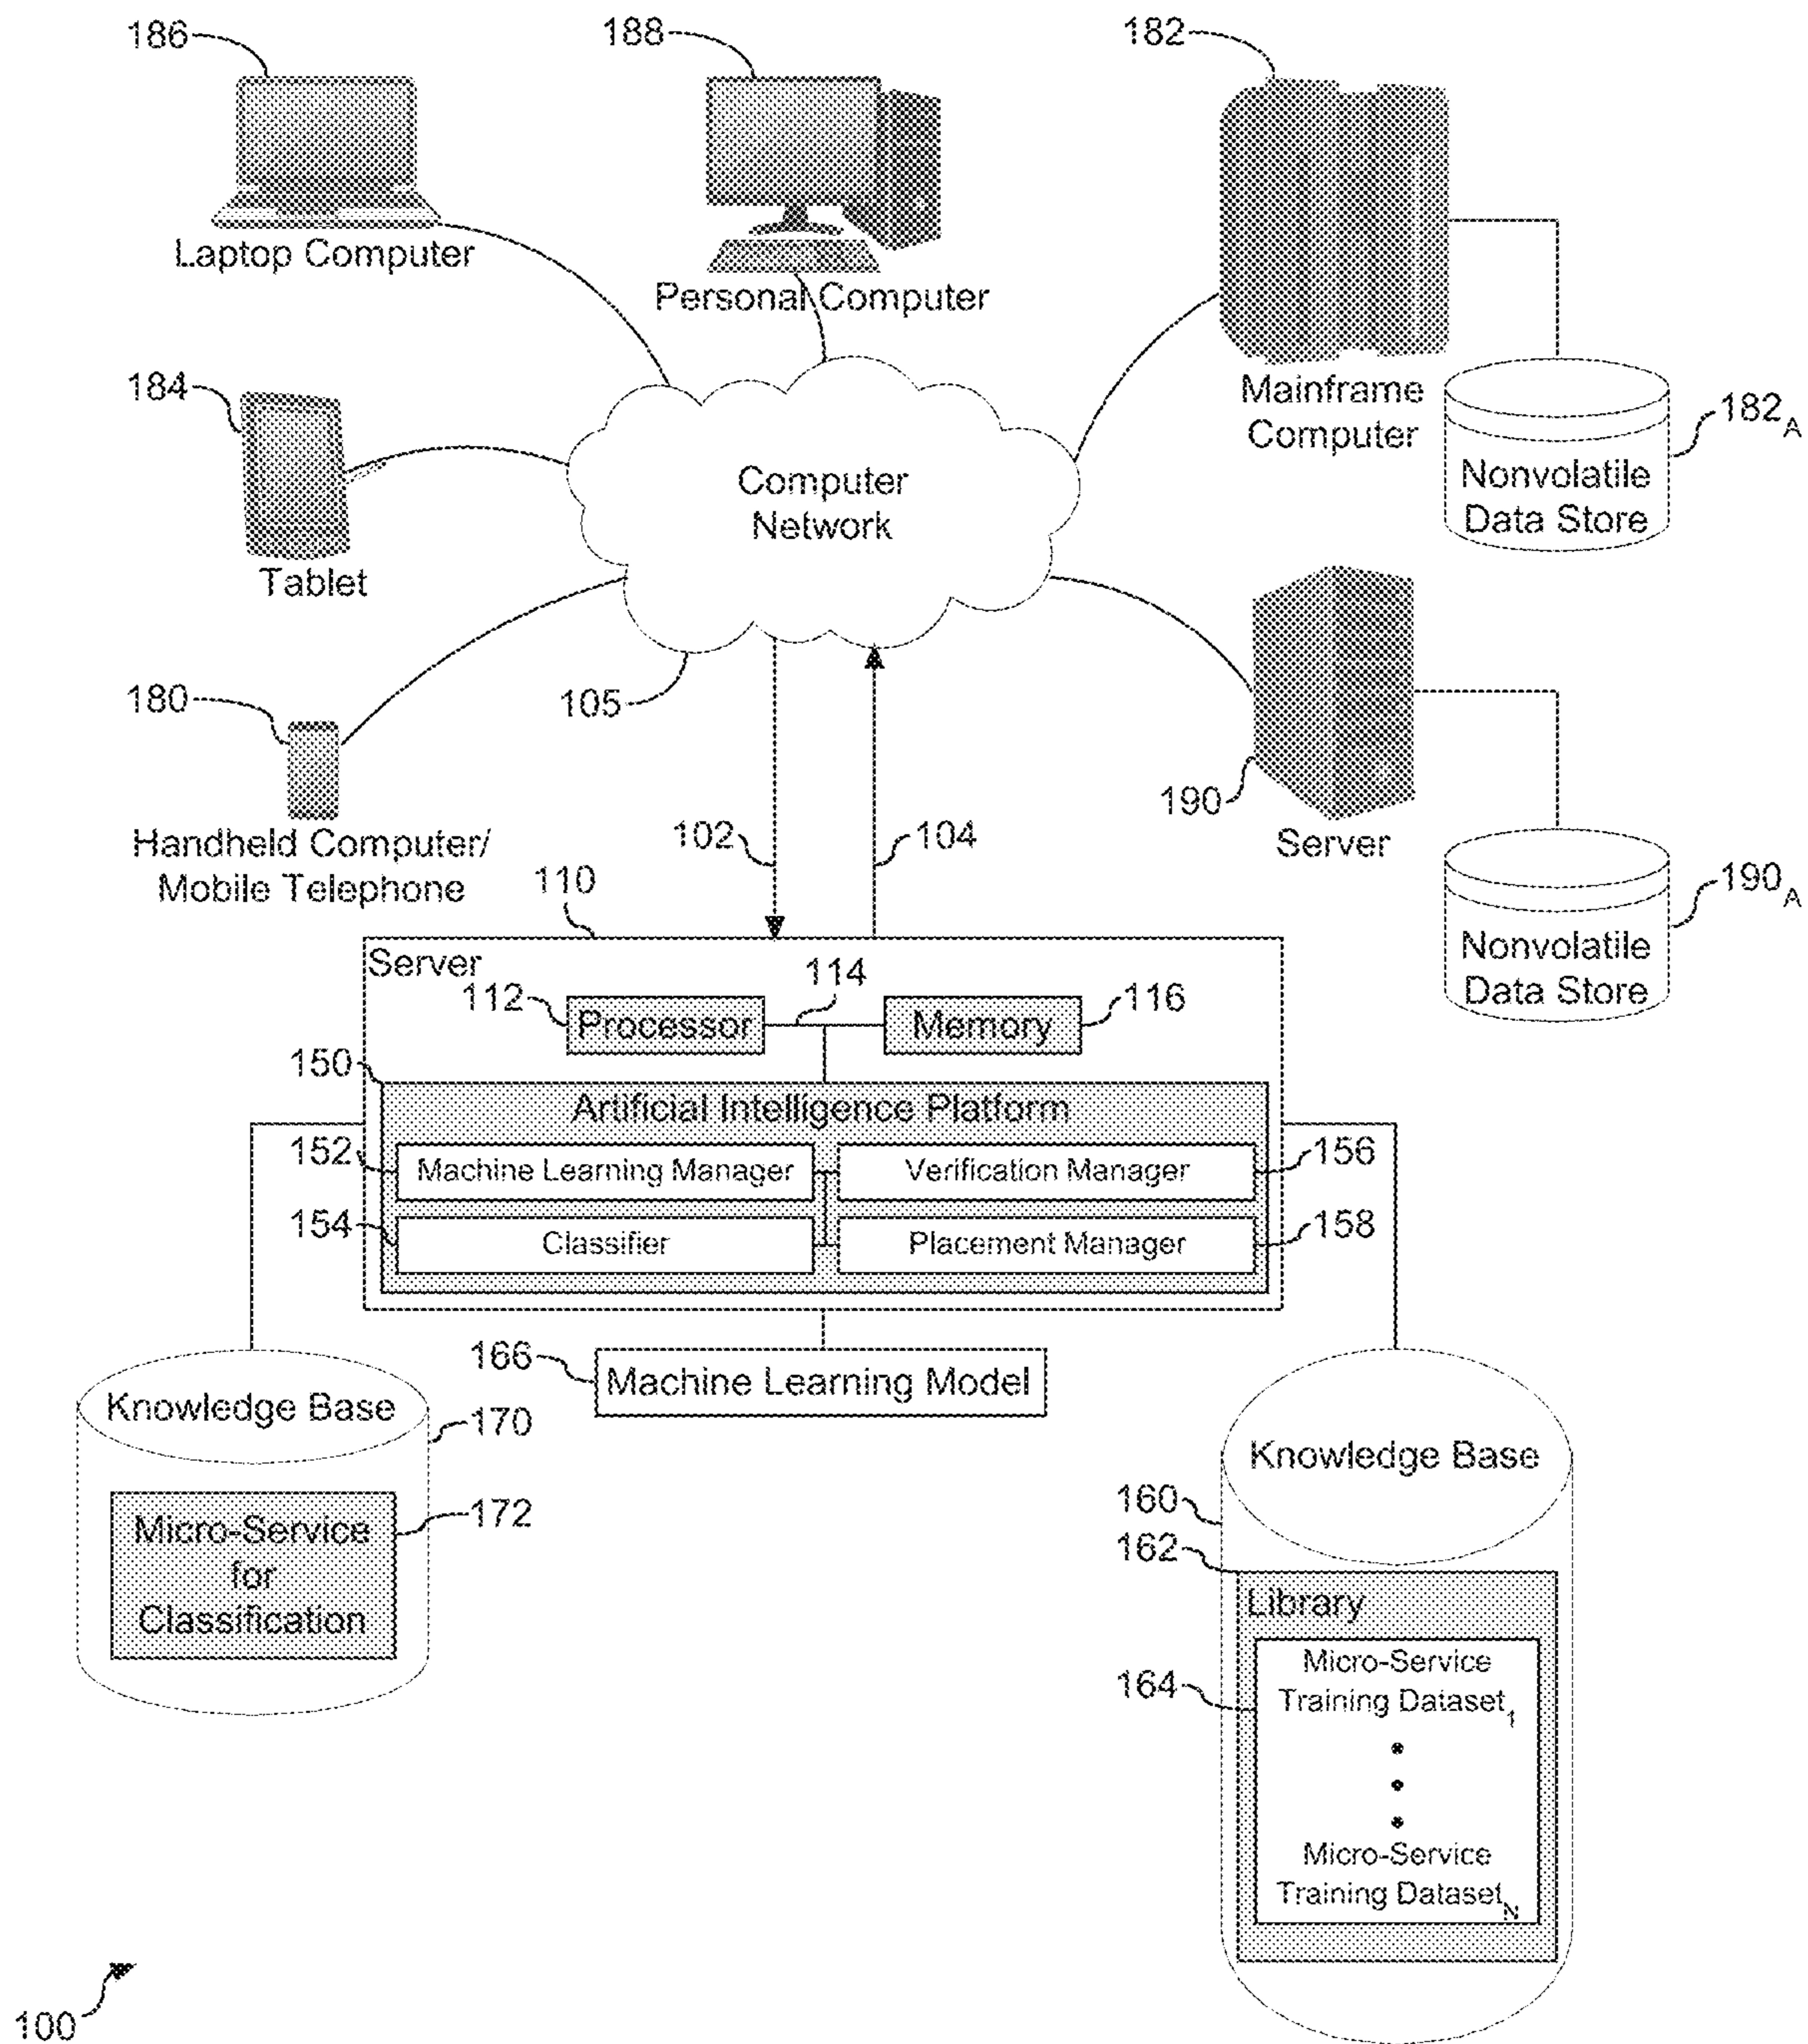 186
188
182
Laptop Computer
Personal Computer
184
Mainframe
Computer
182A
Computer
Network
Nonvolatile
Data Store
Tablet
180
105
190
Handheld Computer/
Mobile Telephone
102
104
Server
190A
110
Nonvolatile
Data Store
Server
114
112
Processor
Memory
116
150
Artificial Intelligence Platform
152
Machine Learning Manager
Verification Manager
156
154
Classifier
Placement Manager
158
166
Machine Learning Model
Knowledge Base
170
Knowledge Base
172
Micro-Service
for
Classification
160
162
Library
164
Micro-Service
Training Dataset1
Micro-Service
Training DatasetN
100